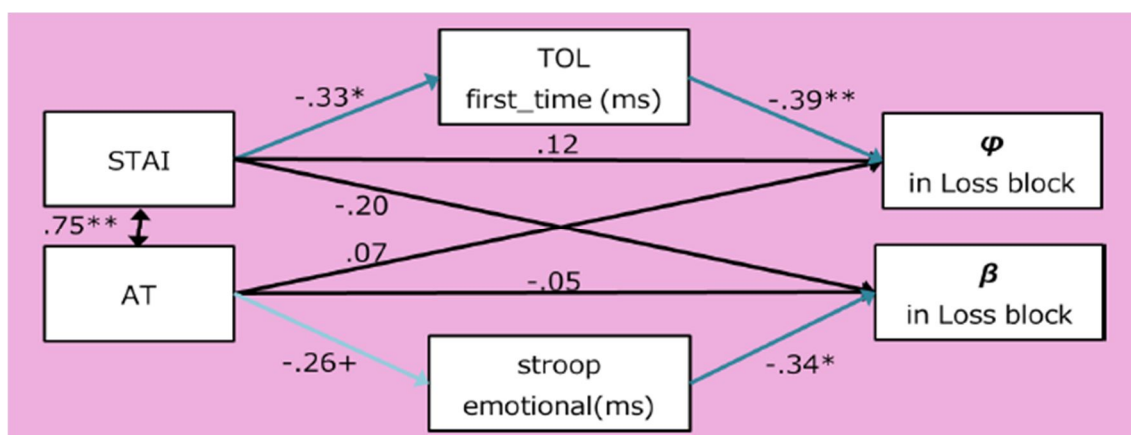 TOL
first_time (ms)
-.33*
-.39**
STAI
.12
φ
in Loss block
-.20
.75**
.07
AT
-.05
β
in Loss block
-.26+
stroop
emotional(ms)
-.34*